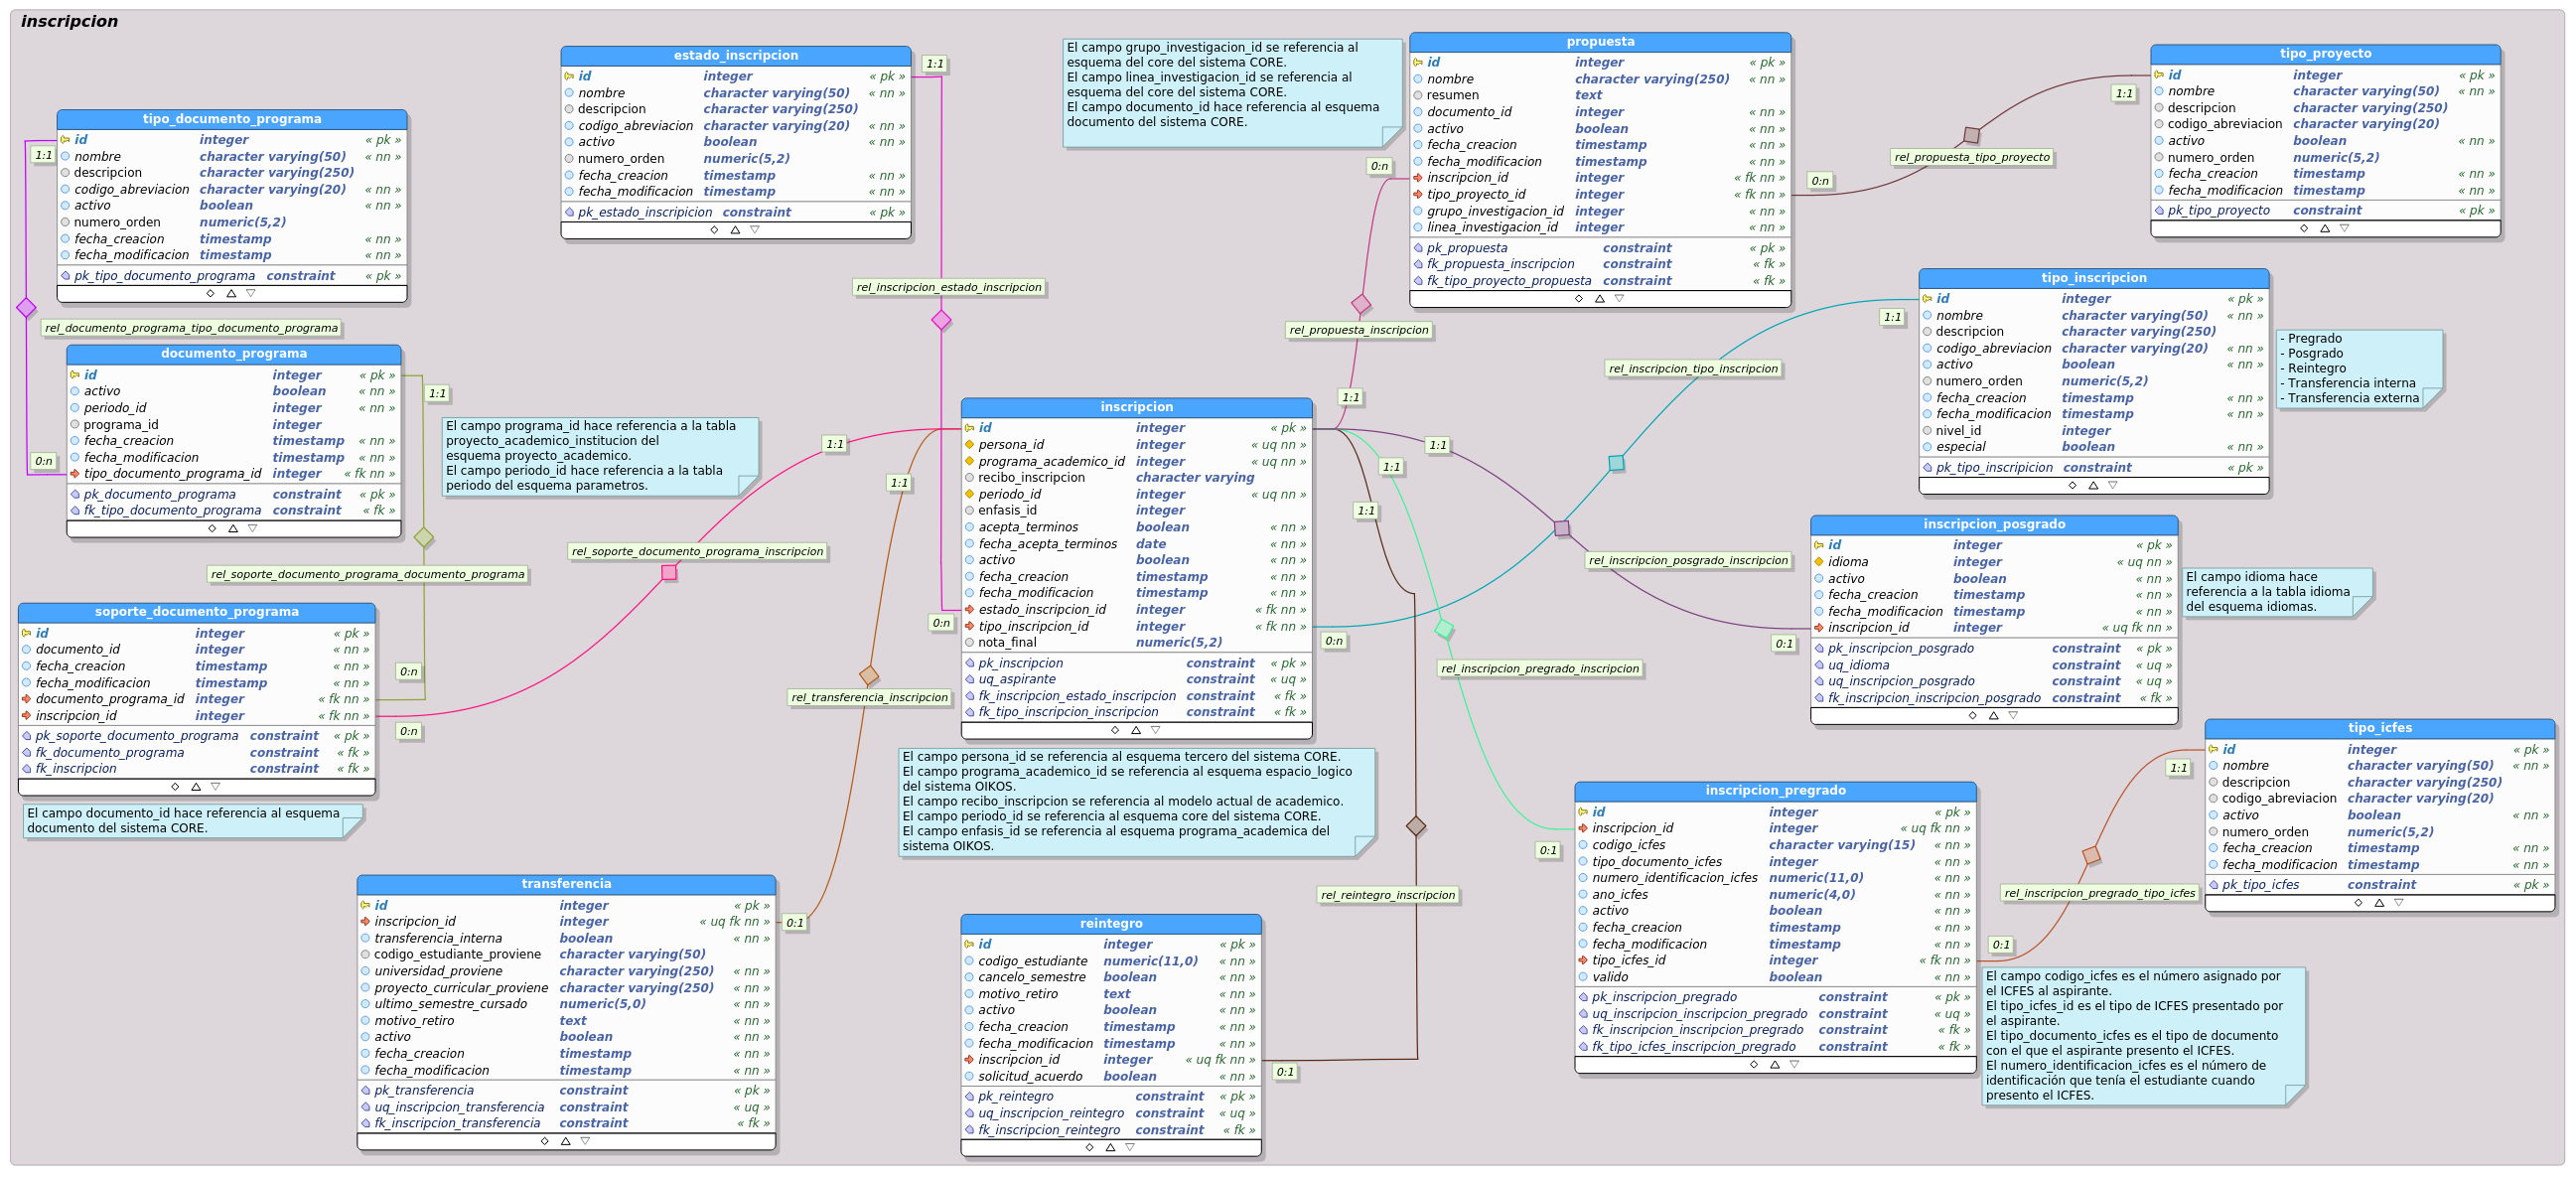 inscripcion
tipo_documento_programa
id integer « pk »
nombre character varying(50) « nn »
descripcion character varying(250)
codigo_abreviacion character varying(20) « nn »
activo boolean « nn »
numero_orden numeric(5,2)
fecha_creacion timestamp « nn »
fecha_modificacion timestamp « nn »
pk_tipo_documento_programa constraint « pk »
1:1
rel_documento_programa_tipo_documento_programa
0:n
documento_programa
id integer « pk »
activo boolean « nn »
periodo_id integer « nn »
programa_id integer
fecha_creacion timestamp « nn »
fecha_modificacion timestamp « nn »
tipo_documento_programa_id integer « fk nn »
pk_documento_programa constraint « pk »
fk_tipo_documento_programa constraint « fk »
1:1
El campo programa_id hace referencia a la tabla
proyecto_academico_institucion del
esquema proyecto_academico.
El campo periodo_id hace referencia a la tabla
periodo del esquema parametros.
rel_soporte_documento_programa_documento_programa
0:n
soporte_documento_programa
id integer « pk »
documento_id integer « nn »
fecha_creacion timestamp « nn »
fecha_modificacion timestamp « nn »
documento_programa_id integer « fk nn »
inscripcion_id integer « fk nn »
pk_soporte_documento_programa constraint « pk »
fk_documento_programa constraint « fk »
fk_inscripcion constraint « fk »
0:n
rel_soporte_documento_programa_inscripcion
1:1
El campo documento_id hace referencia al esquema
documento del sistema CORE.
estado_inscripcion
id integer « pk »
nombre character varying(50) « nn »
descripcion character varying(250)
codigo_abreviacion character varying(20) « nn »
activo boolean « nn »
numero_orden numeric(5,2)
fecha_creacion timestamp « nn »
fecha_modificacion timestamp « nn »
pk_estado_inscripicion constraint « pk »
1:1
rel_inscripcion_estado_inscripcion
0:n
El campo grupo_investigacion_id se referencia al
esquema del core del sistema CORE.
El campo linea_investigacion_id se referencia al
esquema del core del sistema CORE.
El campo documento_id hace referencia al esquema
documento del sistema CORE.
propuesta
id integer « pk »
nombre character varying(250) « nn »
resumen text
documento_id integer « nn »
activo boolean « nn »
fecha_creacion timestamp « nn »
fecha_modificacion timestamp « nn »
inscripcion_id integer « fk nn »
tipo_proyecto_id integer « fk nn »
grupo_investigacion_id integer « nn »
linea_investigacion_id integer « nn »
pk_propuesta constraint « pk »
fk_propuesta_inscripcion constraint « fk »
fk_tipo_proyecto_propuesta constraint « fk »
0:n
rel_propuesta_inscripcion
1:1
0:n
rel_propuesta_tipo_proyecto
1:1
tipo_proyecto
id integer « pk »
nombre character varying(50) « nn »
descripcion character varying(250)
codigo_abreviacion character varying(20)
activo boolean « nn »
numero_orden numeric(5,2)
fecha_creacion timestamp « nn »
fecha_modificacion timestamp « nn »
pk_tipo_proyecto constraint « pk »
tipo_inscripcion
id integer « pk »
nombre character varying(50) « nn »
descripcion character varying(250)
codigo_abreviacion character varying(20) « nn »
activo boolean « nn »
numero_orden numeric(5,2)
fecha_creacion timestamp « nn »
fecha_modificacion timestamp « nn »
nivel_id integer
especial boolean « nn »
pk_tipo_inscripicion constraint « pk »
1:1
rel_inscripcion_tipo_inscripcion
0:n
- Pregrado
- Posgrado
- Reintegro
- Transferencia interna
- Transferencia externa
inscripcion
id integer « pk »
persona_id integer « uq nn »
programa_academico_id integer « uq nn »
recibo_inscripcion character varying
periodo_id integer « uq nn »
enfasis_id integer
acepta_terminos boolean « nn »
fecha_acepta_terminos date « nn »
activo boolean « nn »
fecha_creacion timestamp « nn »
fecha_modificacion timestamp « nn »
estado_inscripcion_id integer « fk nn »
tipo_inscripcion_id integer « fk nn »
nota_final numeric(5,2)
pk_inscripcion constraint « pk »
uq_aspirante constraint « uq »
fk_inscripcion_estado_inscripcion constraint « fk »
fk_tipo_inscripcion_inscripcion constraint « fk »
El campo persona_id se referencia al esquema tercero del sistema CORE.
El campo programa_academico_id se referencia al esquema espacio_logico
del sistema OIKOS.
El campo recibo_inscripcion se referencia al modelo actual de academico.
El campo periodo_id se referencia al esquema core del sistema CORE.
El campo enfasis_id se referencia al esquema programa_academica del
sistema OIKOS.
1:1
rel_inscripcion_posgrado_inscripcion
0:1
inscripcion_posgrado
id integer « pk »
idioma integer « uq nn »
activo boolean « nn »
fecha_creacion timestamp « nn »
fecha_modificacion timestamp « nn »
inscripcion_id integer « uq fk nn »
pk_inscripcion_posgrado constraint « pk »
uq_idioma constraint « uq »
uq_inscripcion_posgrado constraint « uq »
fk_inscripcion_inscripcion_posgrado constraint « fk »
El campo idioma hace
referencia a la tabla idioma
del esquema idiomas.
1:1
rel_transferencia_inscripcion
0:1
transferencia
id integer « pk »
inscripcion_id integer « uq fk nn »
transferencia_interna boolean « nn »
codigo_estudiante_proviene character varying(50)
universidad_proviene character varying(250) « nn »
proyecto_curricular_proviene character varying(250) « nn »
ultimo_semestre_cursado numeric(5,0) « nn »
motivo_retiro text « nn »
activo boolean « nn »
fecha_creacion timestamp « nn »
fecha_modificacion timestamp « nn »
pk_transferencia constraint « pk »
uq_inscripcion_transferencia constraint « uq »
fk_inscripcion_transferencia constraint « fk »
1:1
rel_reintegro_inscripcion
0:1
reintegro
id integer « pk »
codigo_estudiante numeric(11,0) « nn »
cancelo_semestre boolean « nn »
motivo_retiro text « nn »
activo boolean « nn »
fecha_creacion timestamp « nn »
fecha_modificacion timestamp « nn »
inscripcion_id integer « uq fk nn »
solicitud_acuerdo boolean « nn »
pk_reintegro constraint « pk »
uq_inscripcion_reintegro constraint « uq »
fk_inscripcion_reintegro constraint « fk »
1:1
rel_inscripcion_pregrado_inscripcion
0:1
inscripcion_pregrado
id integer « pk »
inscripcion_id integer « uq fk nn »
codigo_icfes character varying(15) « nn »
tipo_documento_icfes integer « nn »
numero_identificacion_icfes numeric(11,0) « nn »
ano_icfes numeric(4,0) « nn »
activo boolean « nn »
fecha_creacion timestamp « nn »
fecha_modificacion timestamp « nn »
tipo_icfes_id integer « fk nn »
valido boolean « nn »
pk_inscripcion_pregrado constraint « pk »
uq_inscripcion_inscripcion_pregrado constraint « uq »
fk_inscripcion_inscripcion_pregrado constraint « fk »
fk_tipo_icfes_inscripcion_pregrado constraint « fk »
0:1
rel_inscripcion_pregrado_tipo_icfes
1:1
tipo_icfes
id integer « pk »
nombre character varying(50) « nn »
descripcion character varying(250)
codigo_abreviacion character varying(20)
activo boolean « nn »
numero_orden numeric(5,2)
fecha_creacion timestamp « nn »
fecha_modificacion timestamp « nn »
pk_tipo_icfes constraint « pk »
El campo codigo_icfes es el número asignado por
el ICFES al aspirante.
El tipo_icfes_id es el tipo de ICFES presentado por
el aspirante.
El tipo_documento_icfes es el tipo de documento
con el que el aspirante presento el ICFES.
El numero_identificacion_icfes es el número de
identificación que tenía el estudiante cuando
presento el ICFES.